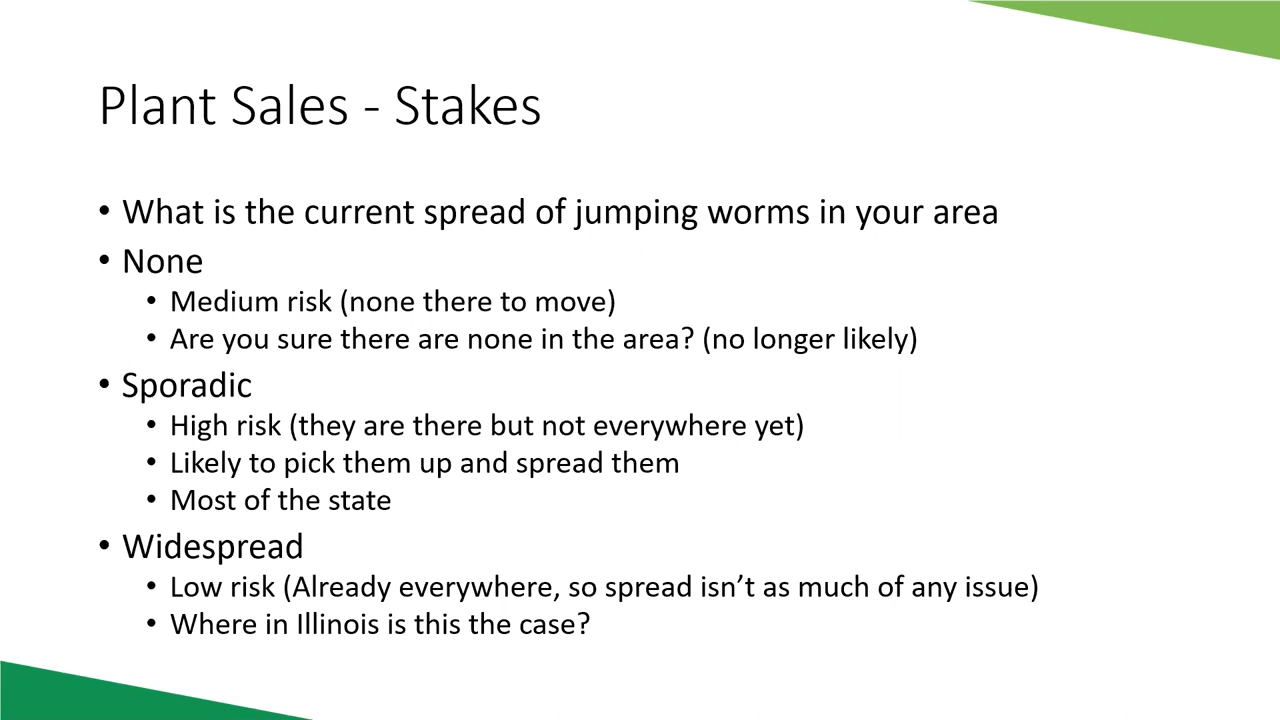 Plant Sales - Stakes
• What is the current spread of jumping worms in your area
• None
• Medium risk (none there to move)
• Are you sure there are none in the area? (no longer likely)
• Sporadic
• High risk (they are there but not everywhere yet)
• Likely to pick them up and spread them
• Most of the state
• Widespread
• Low risk (Already everywhere, so spread isn’t as much of any issue)
• Where in Illinois is this the case?